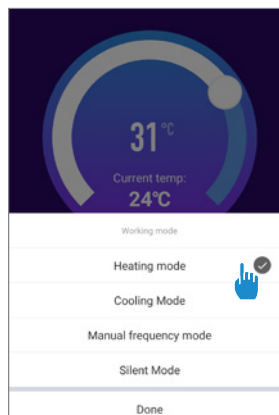 31°C
Current temp:
24°C
Working mode
Heating mode
Cooling Mode
Manual frequency mode
Silent Mode
Done